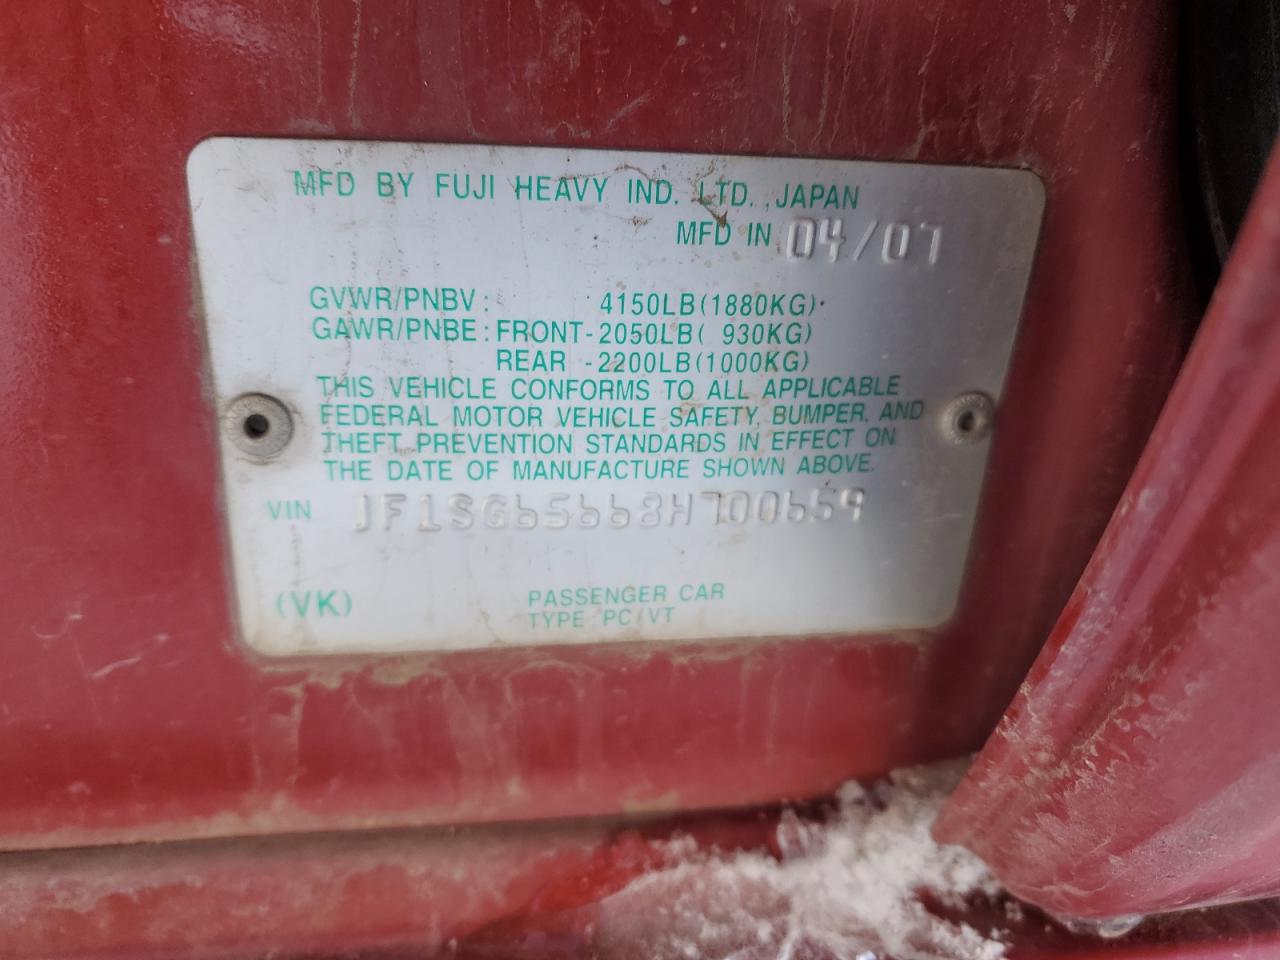 MFD BY FUJI HEAVY IND. LTD., JAPAN
MFD IN 04/07
GVWR/PNBV: 4150LB(1880KG)
GAWR/PNBE: FRONT-2050LB( 930KG)
REAR -2200LB(1000KG)
THIS VEHICLE CONFORMS TO ALL APPLICABLE
FEDERAL MOTOR VEHICLE SAFETY, BUMPER, AND
THEFT PREVENTION STANDARDS IN EFFECT ON
THE DATE OF MANUFACTURE SHOWN ABOVE.
VIN JF1SG65668H700659
(VK) PASSENGER CAR
TYPE: PC/VT